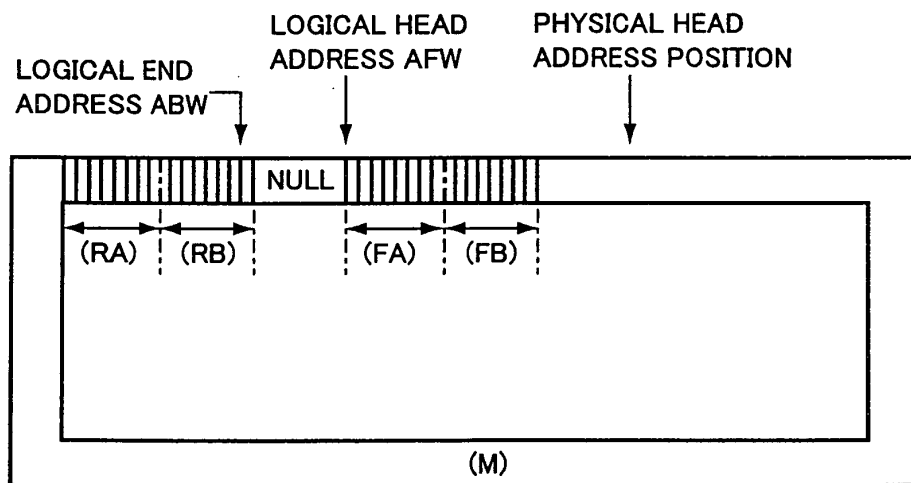 LOGICAL HEAD
ADDRESS AFW
PHYSICAL HEAD
ADDRESS POSITION
LOGICAL END
ADDRESS ABW
NULL
(RA)
(RB)
(FA)
(FB)
(M)